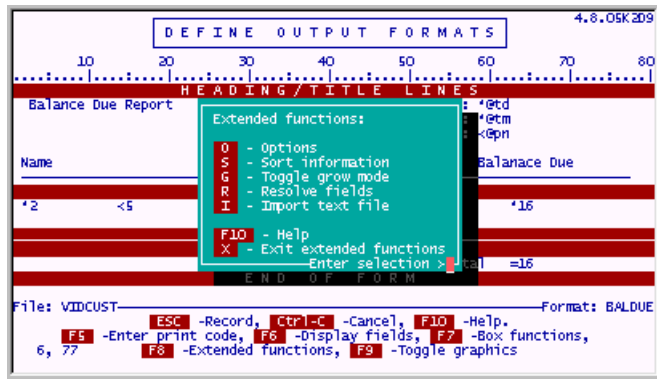 4.8.05K2D9
DEFINE OUTPUT FORMATS
10 20 30 40 50 60 70 80
HEADING/TITLE LINES
Balance Due Report : *@td
Extended functions: : *@tm
: <@pn
O - Options
Name S - Sort information Balanace Due
G - Toggle grow mode
R - Resolve fields
*2 <5 I - Import text file *16
F10 - Help
X - Exit extended functions
Enter selection > tal =16
END OF FORM
File: VIDCUST Format: BALDUE
ESC -Record, Ctrl-C -Cancel, F10 -Help.
F5 -Enter print code, F6 -Display fields, F7 -Box functions,
6, 77 F8 -Extended functions, F9 -Toggle graphics